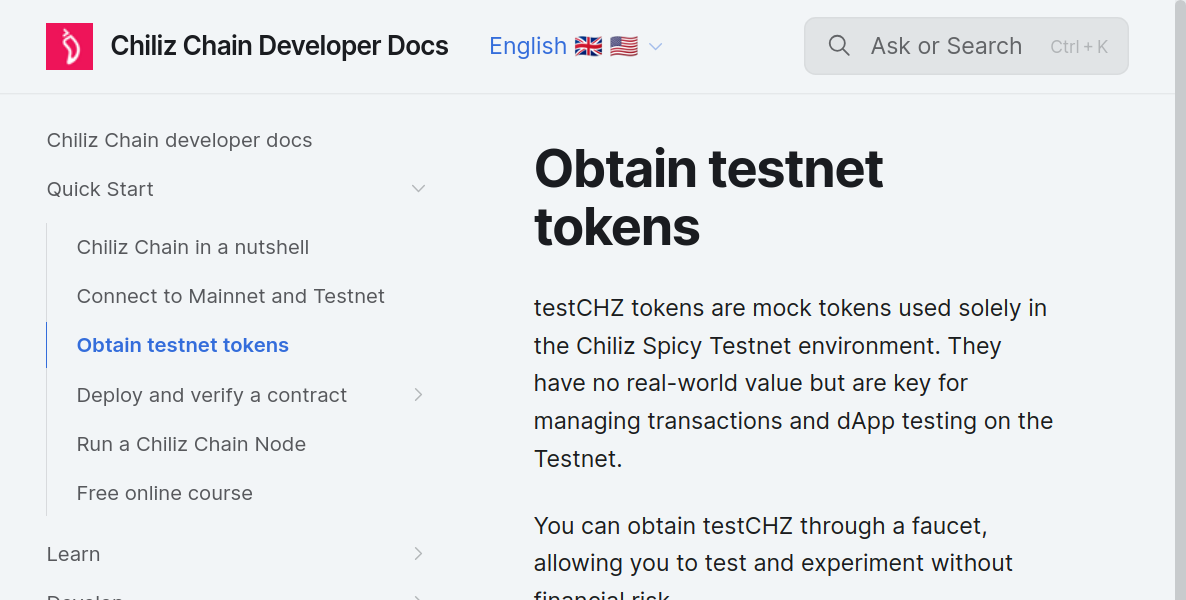 Chiliz Chain Developer Docs
English 🇬🇧 🇺🇸
Ask or Search Ctrl + K
Chiliz Chain developer docs
Quick Start
Chiliz Chain in a nutshell
Connect to Mainnet and Testnet
Obtain testnet tokens
Deploy and verify a contract
Run a Chiliz Chain Node
Free online course
Learn
Develop
Obtain testnet
tokens
testCHZ tokens are mock tokens used solely in
the Chiliz Spicy Testnet environment. They
have no real-world value but are key for
managing transactions and dApp testing on the
Testnet.
You can obtain testCHZ through a faucet,
allowing you to test and experiment without
financial risk.